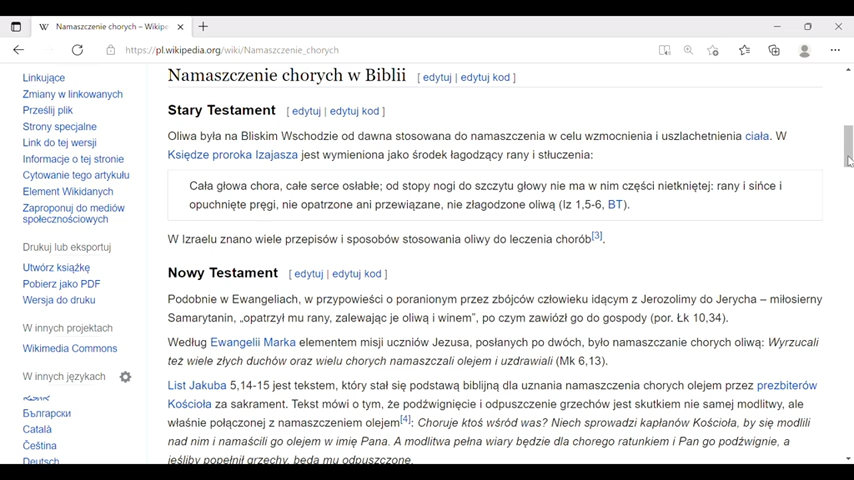 Namaszczenie chorych – Wikipe
https://pl.wikipedia.org/wiki/Namaszczenie_chorych
Linkujące
Zmiany w linkowanych
Prześlij plik
Strony specjalne
Link do tej wersji
Informacje o tej stronie
Cytowanie tego artykułu
Element Wikidanych
Zaproponuj do mediów
społecznościowych
Drukuj lub eksportuj
Utwórz książkę
Pobierz jako PDF
Wersja do druku
W innych projektach
Wikimedia Commons
W innych językach
Български
Català
Čeština
Deutsch
Namaszczenie chorych w Biblii [ edytuj | edytuj kod ]
Stary Testament [ edytuj | edytuj kod ]
Oliwa była na Bliskim Wschodzie od dawna stosowana do namaszczenia w celu wzmocnienia i uszlachetnienia ciała. W
Księdze proroka Izajasza jest wymieniona jako środek łagodzący rany i stłuczenia:
Cała głowa chora, całe serce osłabłe; od stopy nogi do szczytu głowy nie ma w nim części nietkniętej: rany i sińce i
opuchnięte pręgi, nie opatrzone ani przewiązane, nie złagodzone oliwą (Iz 1,5-6, BT).
W Izraelu znano wiele przepisów i sposobów stosowania oliwy do leczenia chorób[3].
Nowy Testament [ edytuj | edytuj kod ]
Podobnie w Ewangeliach, w przypowieści o poranionym przez zbójców człowieku idącym z Jerozolimy do Jerycha – miłosierny
Samarytanin, „opatrzył mu rany, zalewając je oliwą i winem”, po czym zawiózł go do gospody (por. Łk 10,34).
Według Ewangelii Marka elementem misji uczniów Jezusa, posłanych po dwóch, było namaszczanie chorych oliwą: Wyrzucali
też wiele złych duchów oraz wielu chorych namaszczali olejem i uzdrawiali (Mk 6,13).
List Jakuba 5,14-15 jest tekstem, który stał się podstawą biblijną dla uznania namaszczenia chorych olejem przez prezbiterów
Kościoła za sakrament. Tekst mówi o tym, że podźwignięcie i odpuszczenie grzechów jest skutkiem nie samej modlitwy, ale
właśnie połączonej z namaszczeniem olejem[4]: Choruje ktoś wśród was? Niech sprowadzi kapłanów Kościoła, by się modlili
nad nim i namaścili go olejem w imię Pana. A modlitwa pełna wiary będzie dla chorego ratunkiem i Pan go podźwignie, a
jeśliby popełnił grzechy, będą mu odpuszczone.